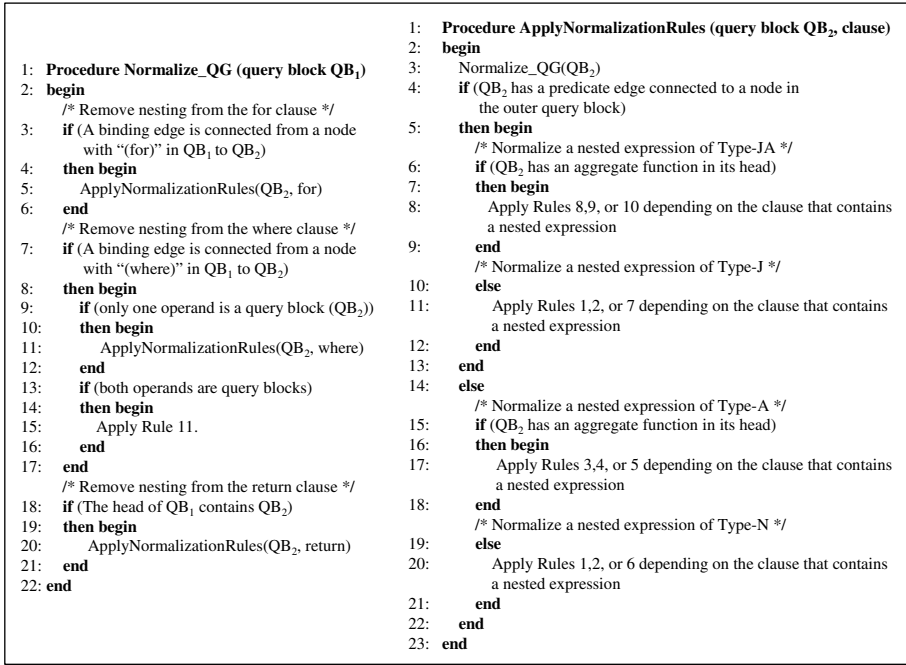 1: Procedure Normalize_QG (query block QB1)
2: begin
/* Remove nesting from the for clause */
3: if (A binding edge is connected from a node
with “(for)” in QB1 to QB2)
4: then begin
5: ApplyNormalizationRules(QB2, for)
6: end
/* Remove nesting from the where clause */
7: if (A binding edge is connected from a node
with “(where)” in QB1 to QB2)
8: then begin
9: if (only one operand is a query block (QB2))
10: then begin
11: ApplyNormalizationRules(QB2, where)
12: end
13: if (both operands are query blocks)
14: then begin
15: Apply Rule 11.
16: end
17: end
/* Remove nesting from the return clause */
18: if (The head of QB1 contains QB2)
19: then begin
20: ApplyNormalizationRules(QB2, return)
21: end
22: end
1: Procedure ApplyNormalizationRules (query block QB2, clause)
2: begin
3: Normalize_QG(QB2)
4: if (QB2 has a predicate edge connected to a node in
the outer query block)
5: then begin
/* Normalize a nested expression of Type-JA */
6: if (QB2 has an aggregate function in its head)
7: then begin
8: Apply Rules 8,9, or 10 depending on the clause that contains
a nested expression
9: end
/* Normalize a nested expression of Type-J */
10: else
11: Apply Rules 1,2, or 7 depending on the clause that contains
a nested expression
12: end
13: end
14: else
/* Normalize a nested expression of Type-A */
15: if (QB2 has an aggregate function in its head)
16: then begin
17: Apply Rules 3,4, or 5 depending on the clause that contains
a nested expression
18: end
/* Normalize a nested expression of Type-N */
19: else
20: Apply Rules 1,2, or 6 depending on the clause that contains
a nested expression
21: end
22: end
23: end